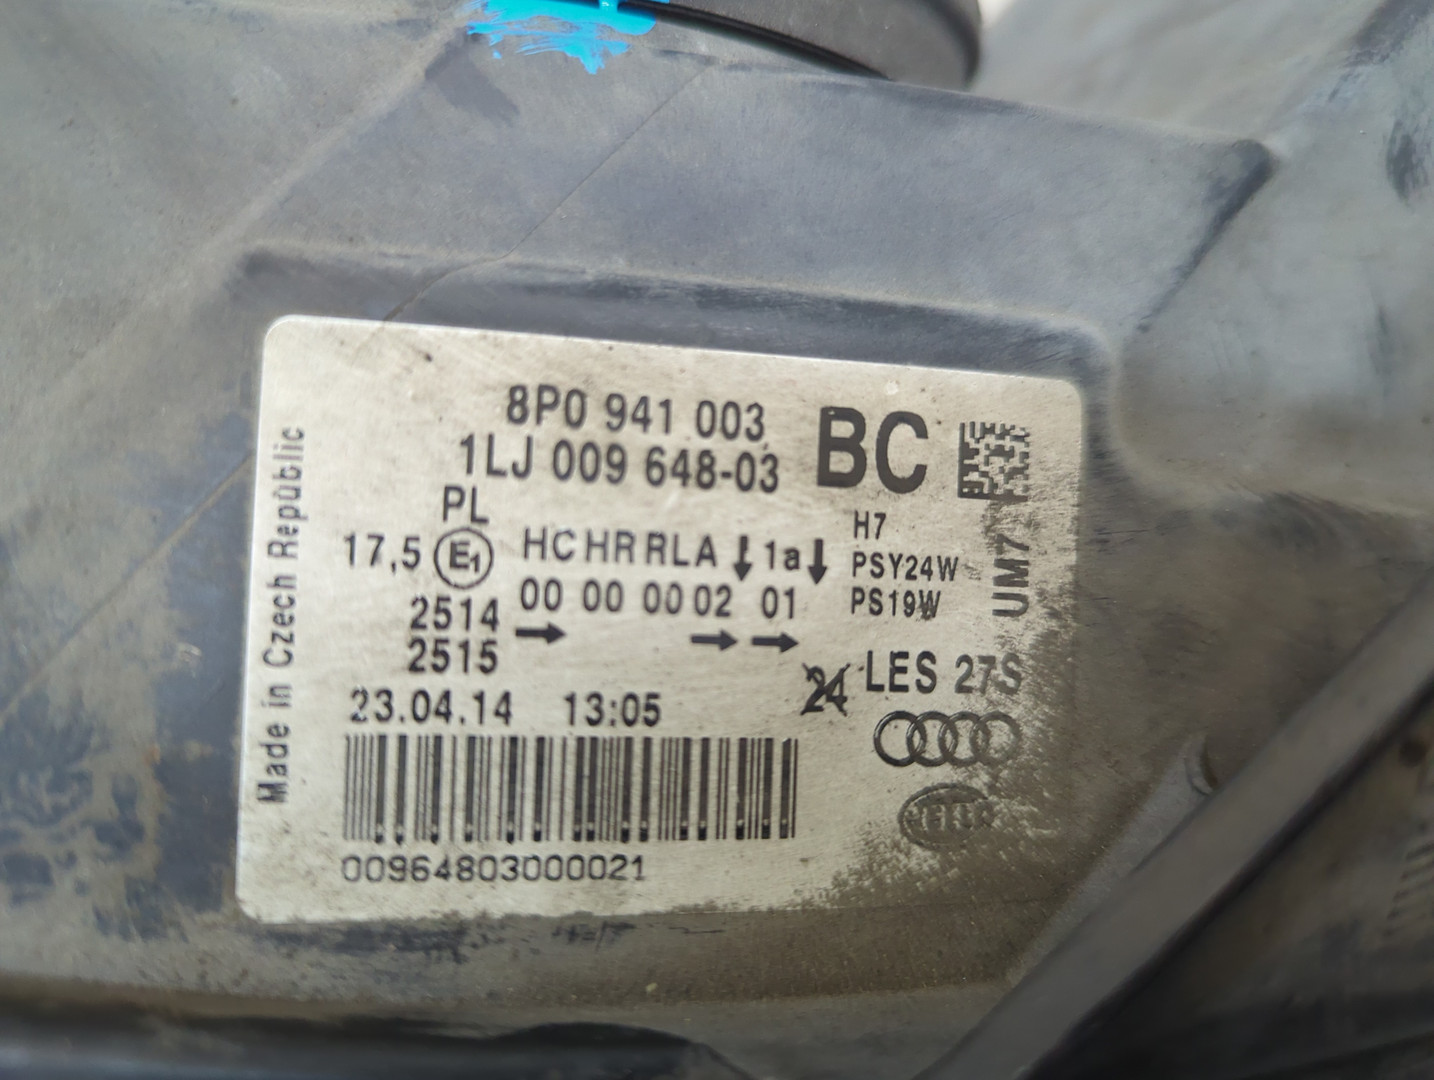 8P0 941 003 BC
1LJ 009 648-03
PL
17,5 E1 HC HR RLA 1a
2514 00 00 00 02 01
2515
H7
PSY24W
PS19W
UM7
24 LES 27S
23.04.14 13:05
00964803000021
HELLA
Made in Czech Republic